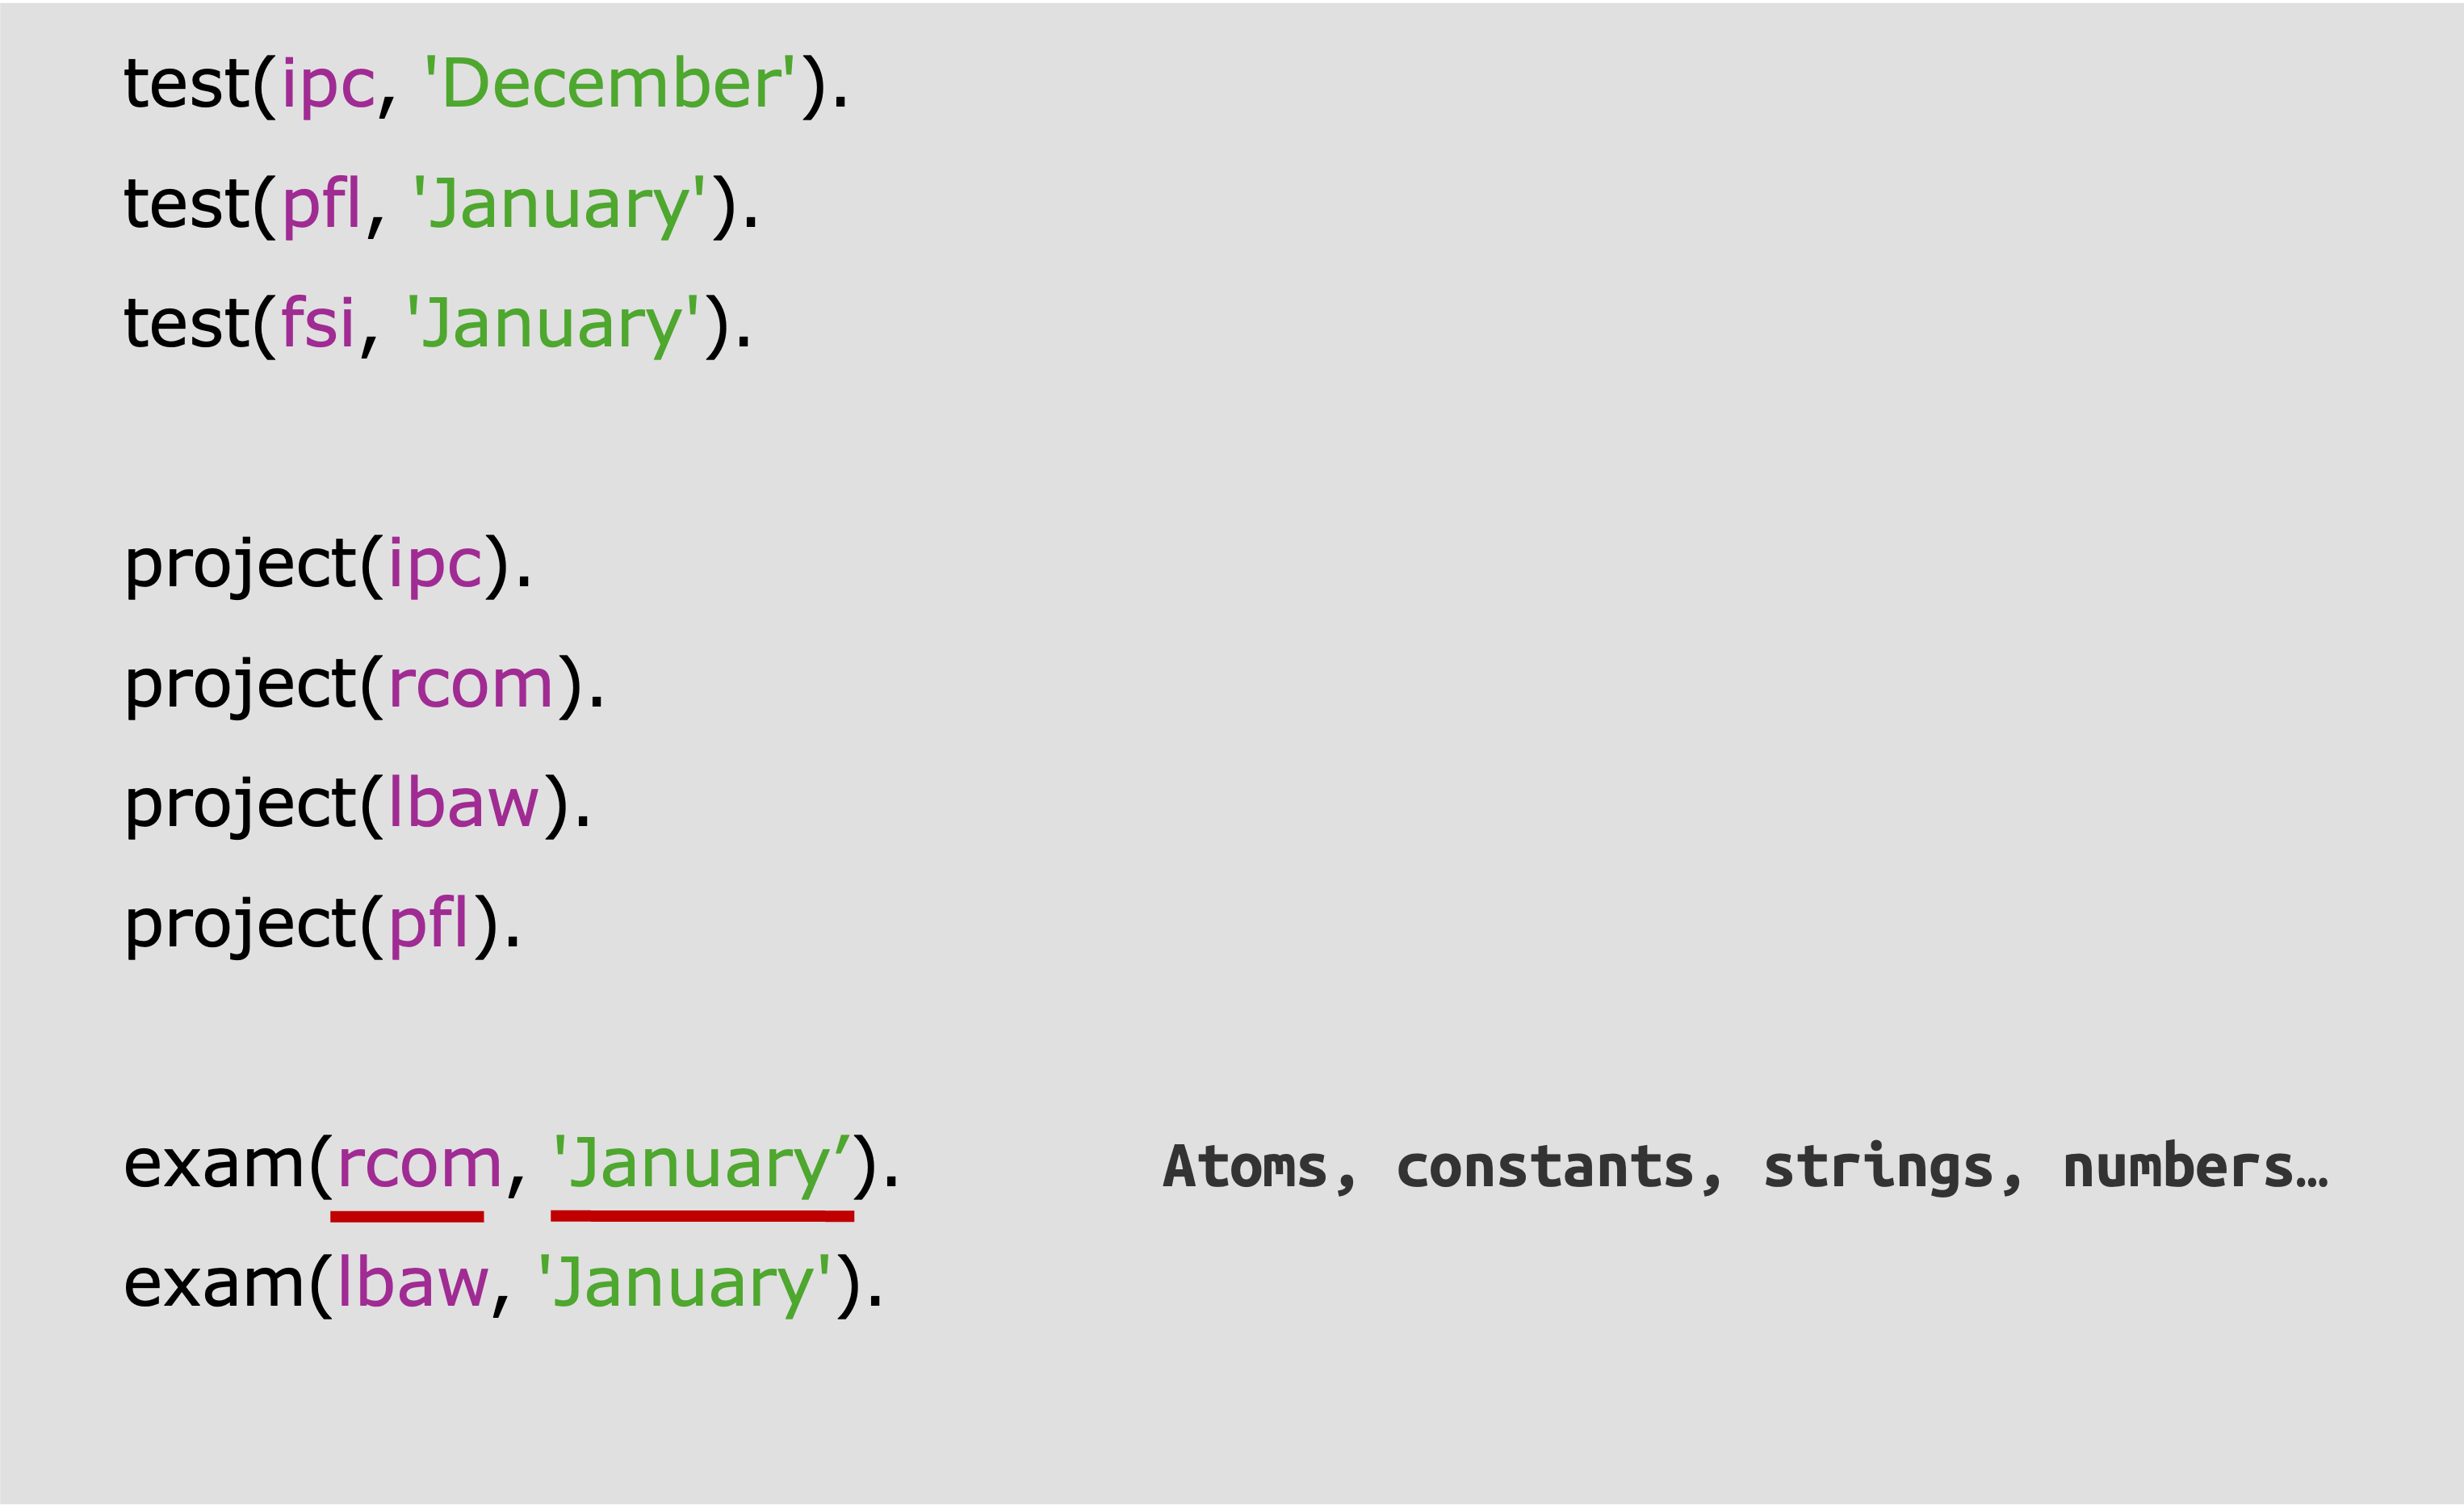 test(ipc, 'December').
test(pfl, 'January').
test(fsi, 'January').
project(ipc).
project(rcom).
project(lbaw).
project(pfl).
exam(rcom, 'January’).
Atoms, constants, strings, numbers…
exam(lbaw, 'January').